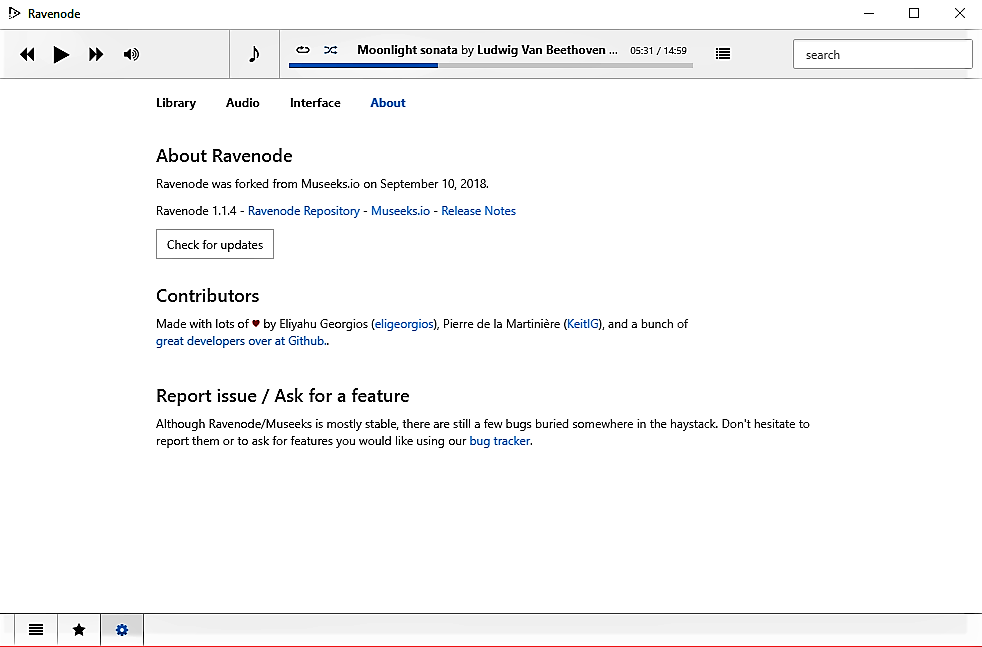 Ravenode
Moonlight sonata by Ludwig Van Beethoven ... 05:31 / 14:59
search
Library Audio Interface About
About Ravenode
Ravenode was forked from Museeks.io on September 10, 2018.
Ravenode 1.1.4 - Ravenode Repository - Museeks.io - Release Notes
Check for updates
Contributors
Made with lots of ♥ by Eliyahu Georgios (eligeorgios), Pierre de la Martinière (KeitIG), and a bunch of
great developers over at Github..
Report issue / Ask for a feature
Although Ravenode/Museeks is mostly stable, there are still a few bugs buried somewhere in the haystack. Don't hesitate to
report them or to ask for features you would like using our bug tracker.